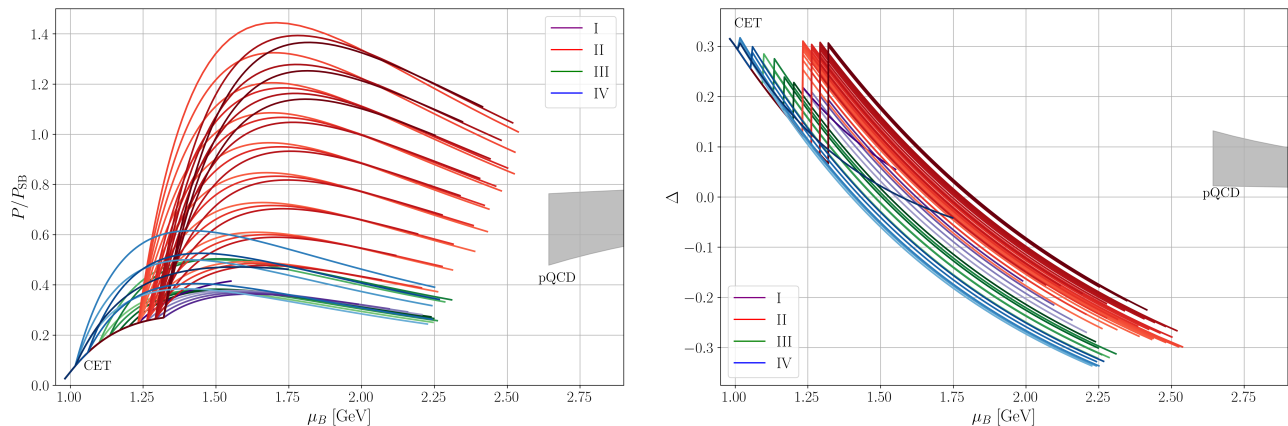 P/P_SB
1.4
1.2
1.0
0.8
0.6
0.4
0.2
0.0
I
II
III
IV
pQCD
CET
1.00 1.25 1.50 1.75 2.00 2.25 2.50 2.75
μ_B [GeV]
Δ
0.3
0.2
0.1
0.0
−0.1
−0.2
−0.3
CET
pQCD
I
II
III
IV
1.00 1.25 1.50 1.75 2.00 2.25 2.50 2.75
μ_B [GeV]